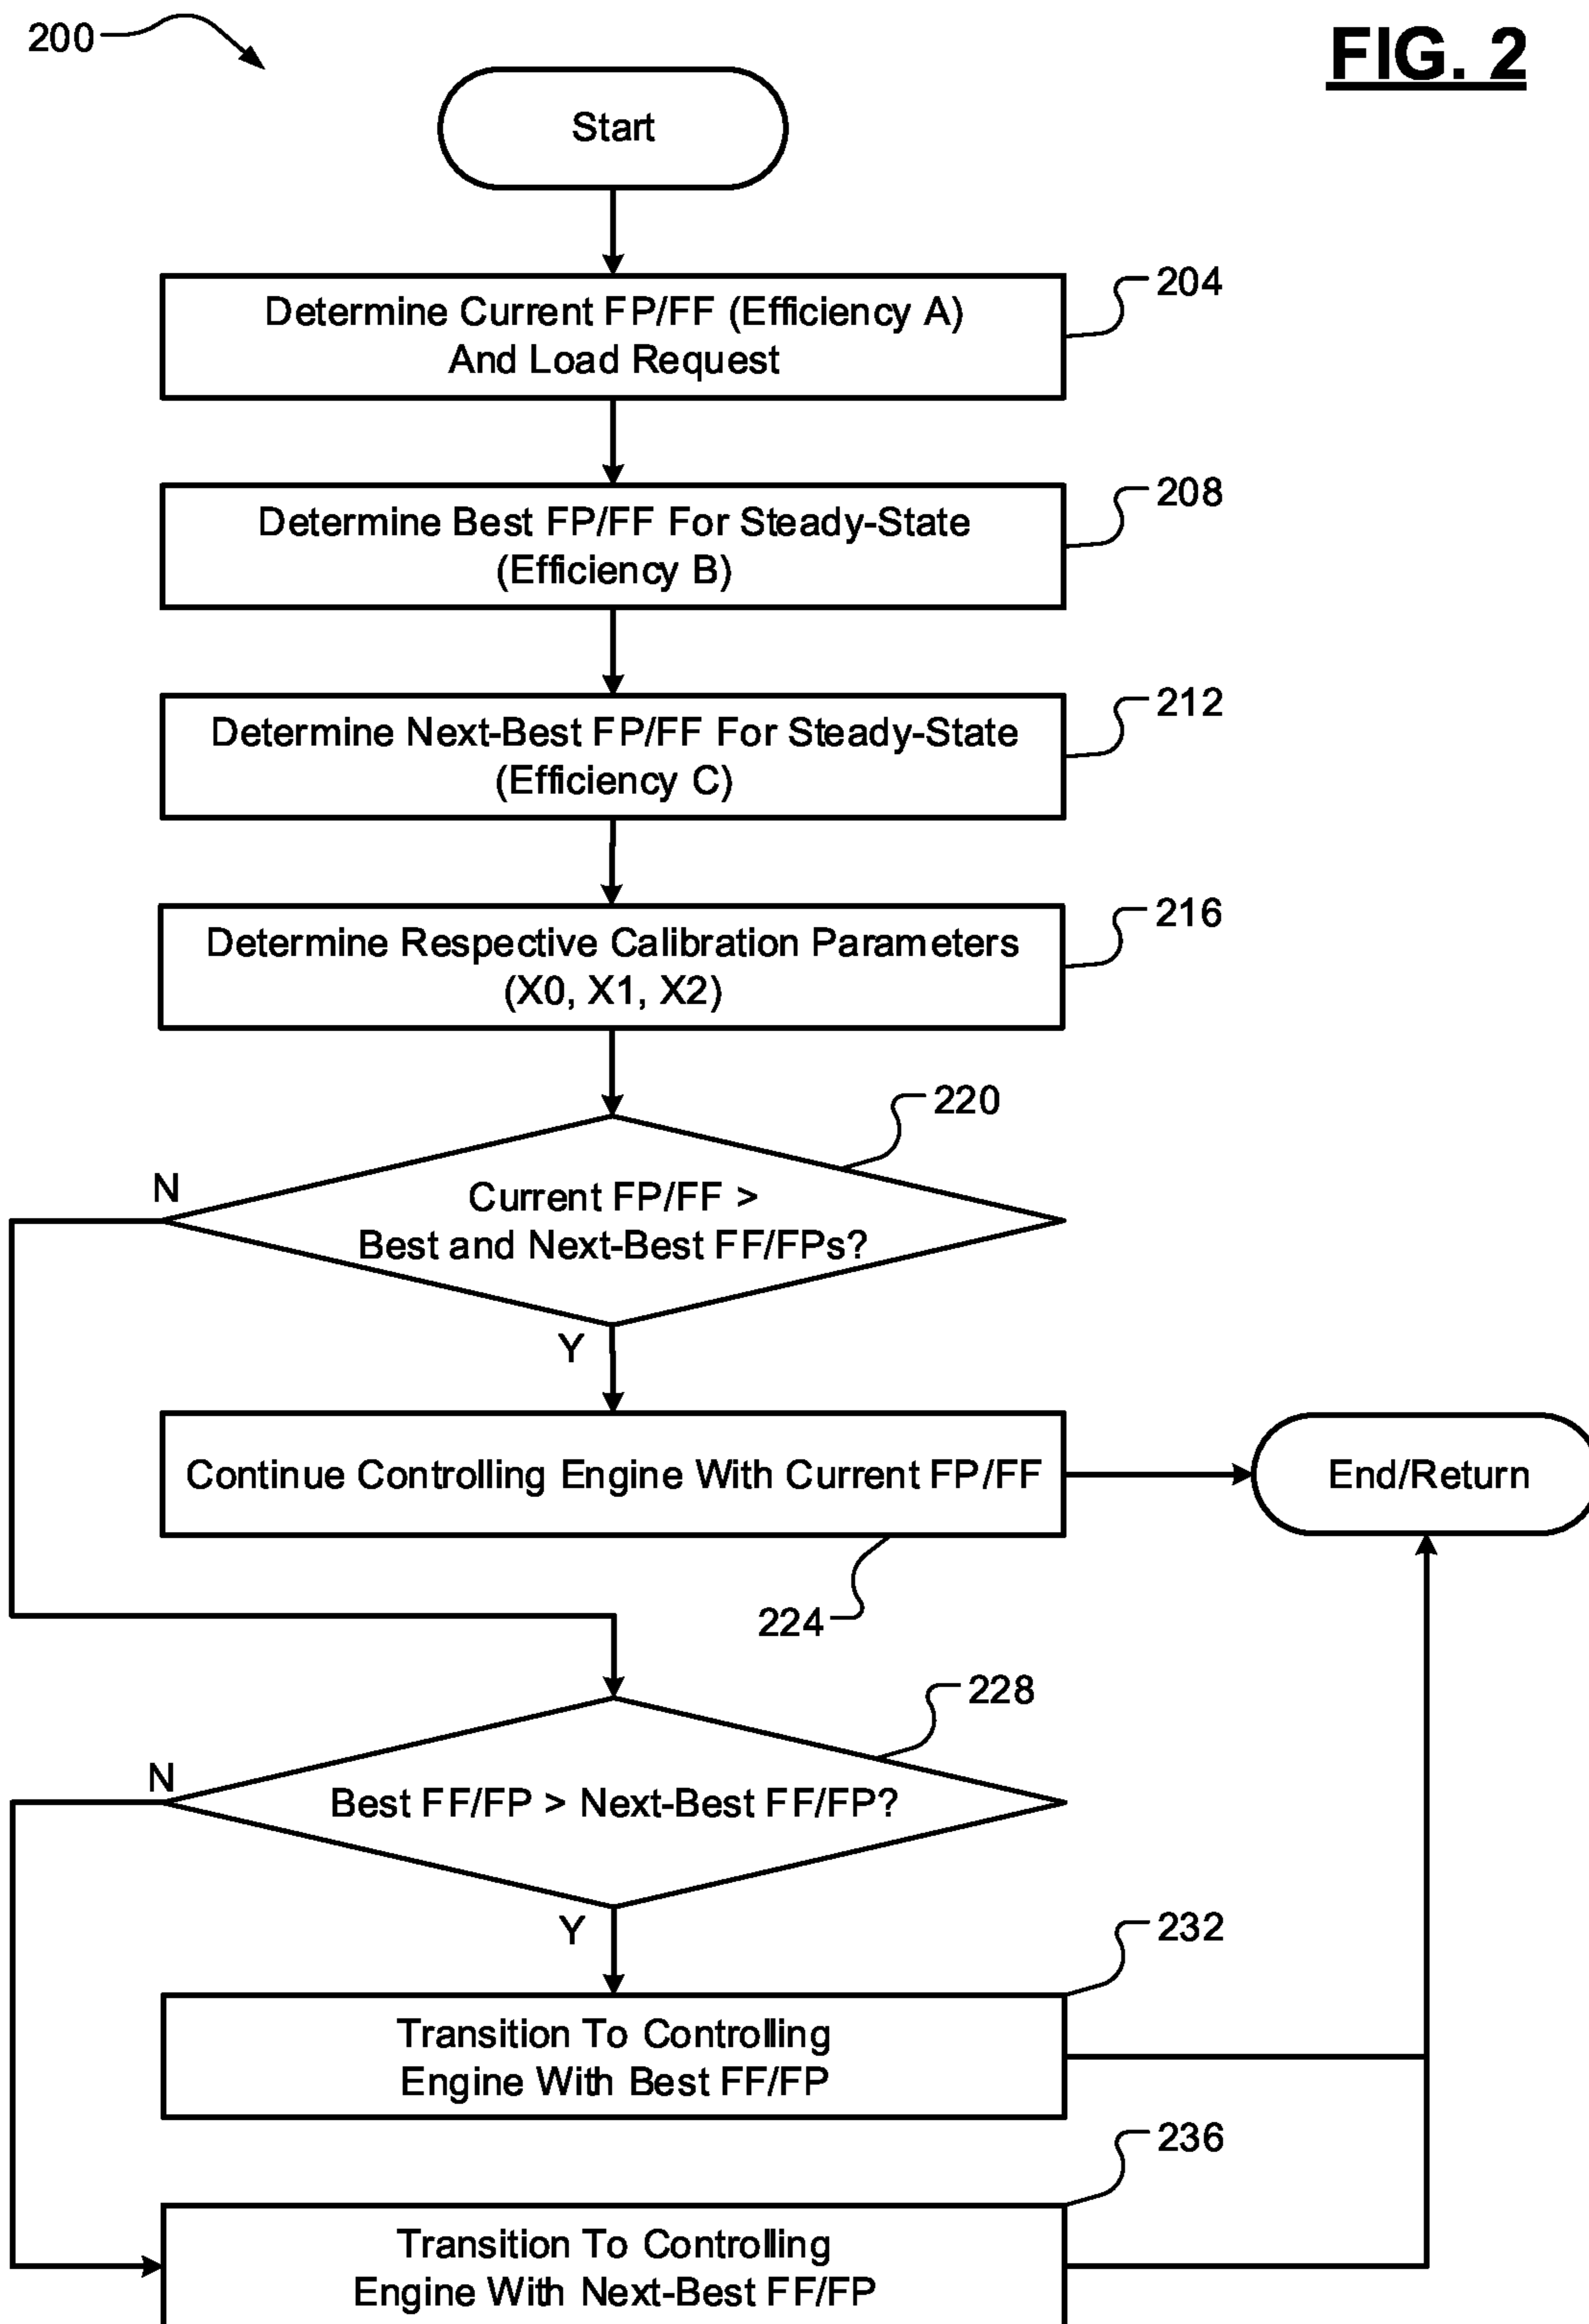 200
FIG. 2
Start
Determine Current FP/FF (Efficiency A)
And Load Request
204
Determine Best FP/FF For Steady-State
(Efficiency B)
208
Determine Next-Best FP/FF For Steady-State
(Efficiency C)
212
Determine Respective Calibration Parameters
(X0, X1, X2)
216
220
N
Current FP/FF >
Best and Next-Best FF/FPs?
Y
Continue Controlling Engine With Current FP/FF
End/Return
224
228
N
Best FF/FP > Next-Best FF/FP?
Y
232
Transition To Controlling
Engine With Best FF/FP
236
Transition To Controlling
Engine With Next-Best FF/FP